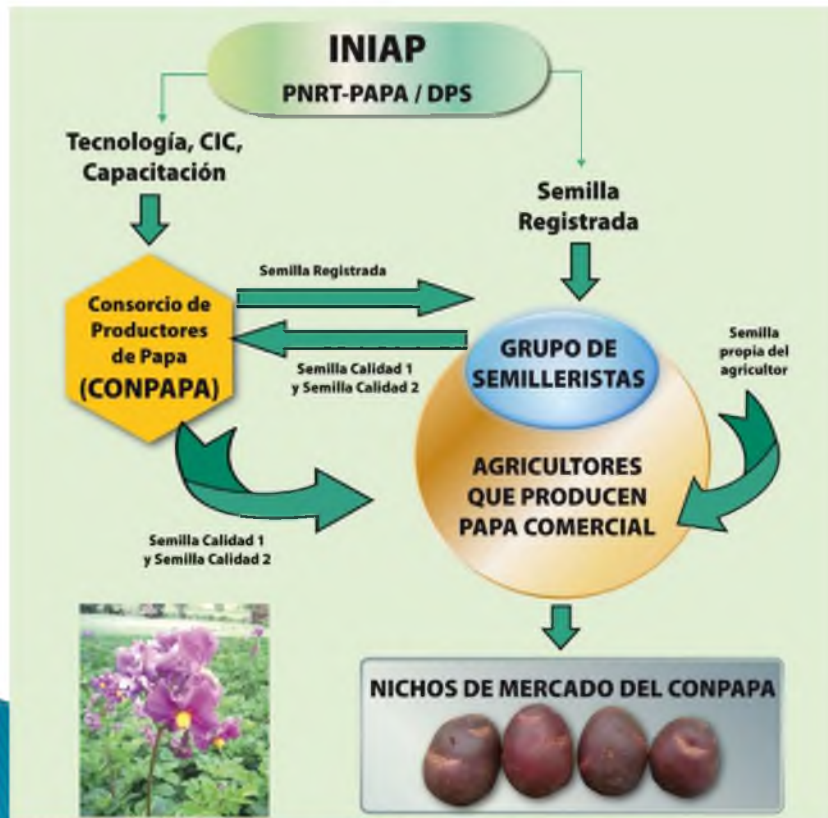 INIAP
PNRT-PAPA / DPS
Tecnología, CIC,
Capacitación
Semilla
Registrada
Semilla Registrada
Consorcio de
Productores
de Papa
(CONPAPA)
Semilla Calidad 1
y Semilla Calidad 2
GRUPO DE
SEMILLERISTAS
Semilla
propia del
agricultor
AGRICULTORES
QUE PRODUCEN
PAPA COMERCIAL
Semilla Calidad 1
y Semilla Calidad 2
NICHOS DE MERCADO DEL CONPAPA